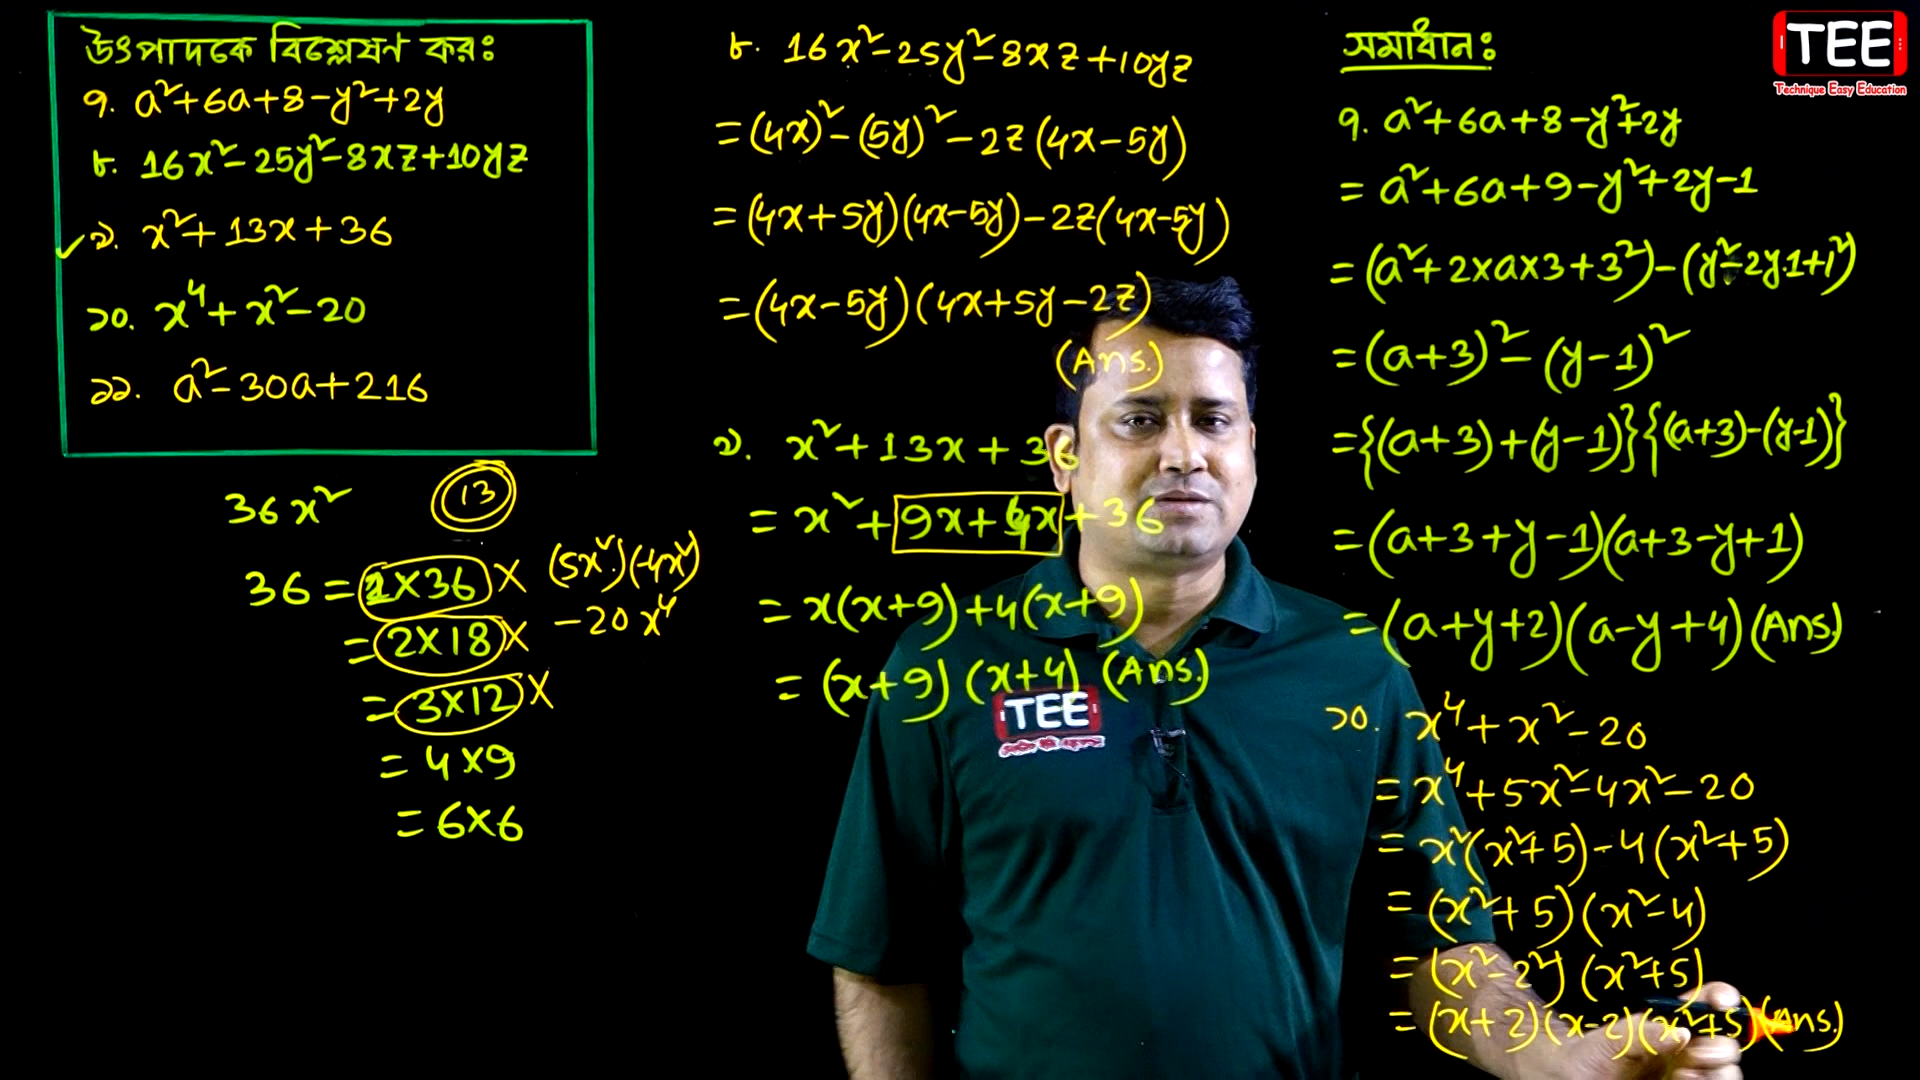 উৎপাদকে বিশ্লেষণ করঃ
৭. a²+6a+8-y²+2y
৮. 16x²-25y²-8xz+10yz
✓ ৯. x²+13x+36
১০. x⁴+x²-20
১১. a²-30a+216
36x²
13
36 = 1×36 ×
= 2×18 ×
= 3×12 ×
= 4×9
= 6×6
(5x²)(-4x²)
-20x⁴
৮. 16x²-25y²-8xz+10yz
=(4x)²-(5y)²-2z(4x-5y)
=(4x+5y)(4x-5y)-2z(4x-5y)
=(4x-5y)(4x+5y-2z)
(Ans.)
৯. x²+13x+36
= x²+9x+4x+36
= x(x+9)+4(x+9)
= (x+9)(x+4) (Ans.)
TEE
সমাধানঃ
৭. a²+6a+8-y²+2y
= a²+6a+9-y²+2y-1
=(a²+2×a×3+3²)-(y²-2y.1+1²)
=(a+3)²-(y-1)²
={(a+3)+(y-1)}{(a+3)-(y-1)}
=(a+3+y-1)(a+3-y+1)
=(a+y+2)(a-y+4)(Ans.)
১০. x⁴+x²-20
= x⁴+5x²-4x²-20
= x²(x²+5)-4(x²+5)
= (x²+5)(x²-4)
= (x²-2²)(x²+5)
= (x+2)(x-2)(x²+5)(Ans.)
TEE
Technique Easy Education